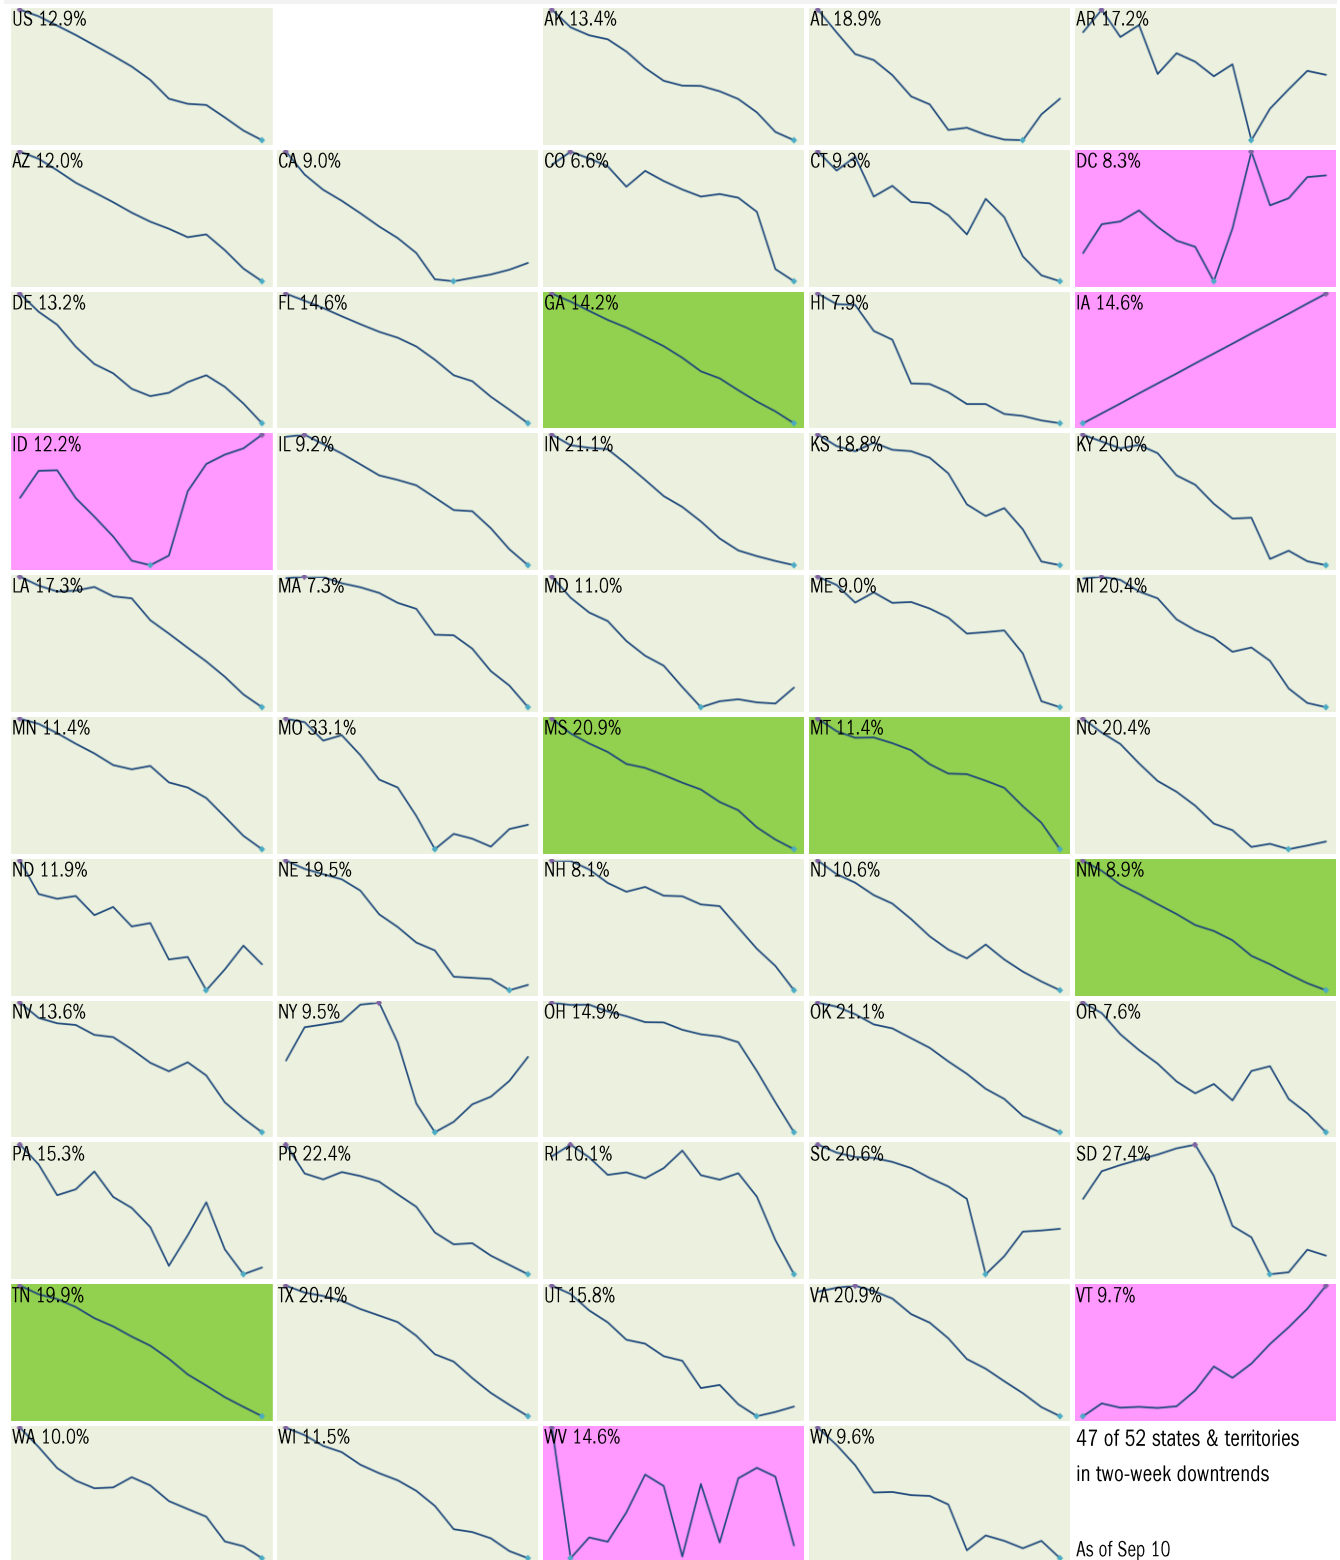 US 12.9%
AK 13.4%
AL 18.9%
AR 17.2%
AZ 12.0%
CA 9.0%
CO 6.6%
CT 9.3%
DC 8.3%
DE 13.2%
FL 14.6%
GA 14.2%
HI 7.9%
IA 14.6%
ID 12.2%
IL 9.2%
IN 21.1%
KS 18.8%
KY 20.0%
LA 17.3%
MA 7.3%
MD 11.0%
ME 9.0%
MI 20.4%
MN 11.4%
MO 33.1%
MS 20.9%
MT 11.4%
NC 20.4%
ND 11.9%
NE 19.5%
NH 8.1%
NJ 10.6%
NM 8.9%
NV 13.6%
NY 9.5%
OH 14.9%
OK 21.1%
OR 7.6%
PA 15.3%
PR 22.4%
RI 10.1%
SC 20.6%
SD 27.4%
TN 19.9%
TX 20.4%
UT 15.8%
VA 20.9%
VT 9.7%
WA 10.0%
WI 11.5%
WV 14.6%
WY 9.6%
47 of 52 states & territories
in two-week downtrends
As of Sep 10